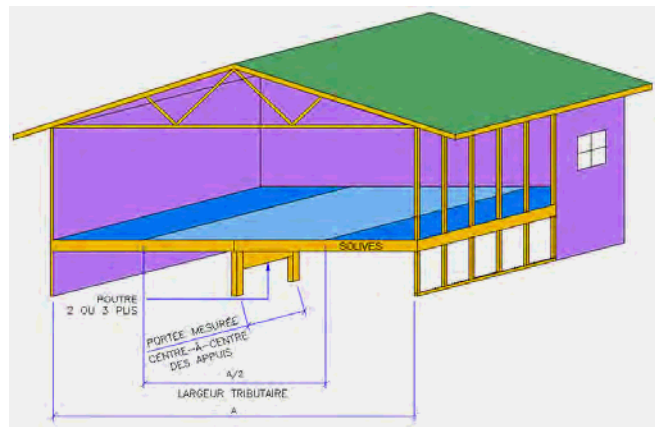 SOLIVES
POUTRE
2 OU 3 PLIS
PORTÉE MESURÉE
CENTRE-À-CENTRE
DES APPUIS
A/2
LARGEUR TRIBUTAIRE
A